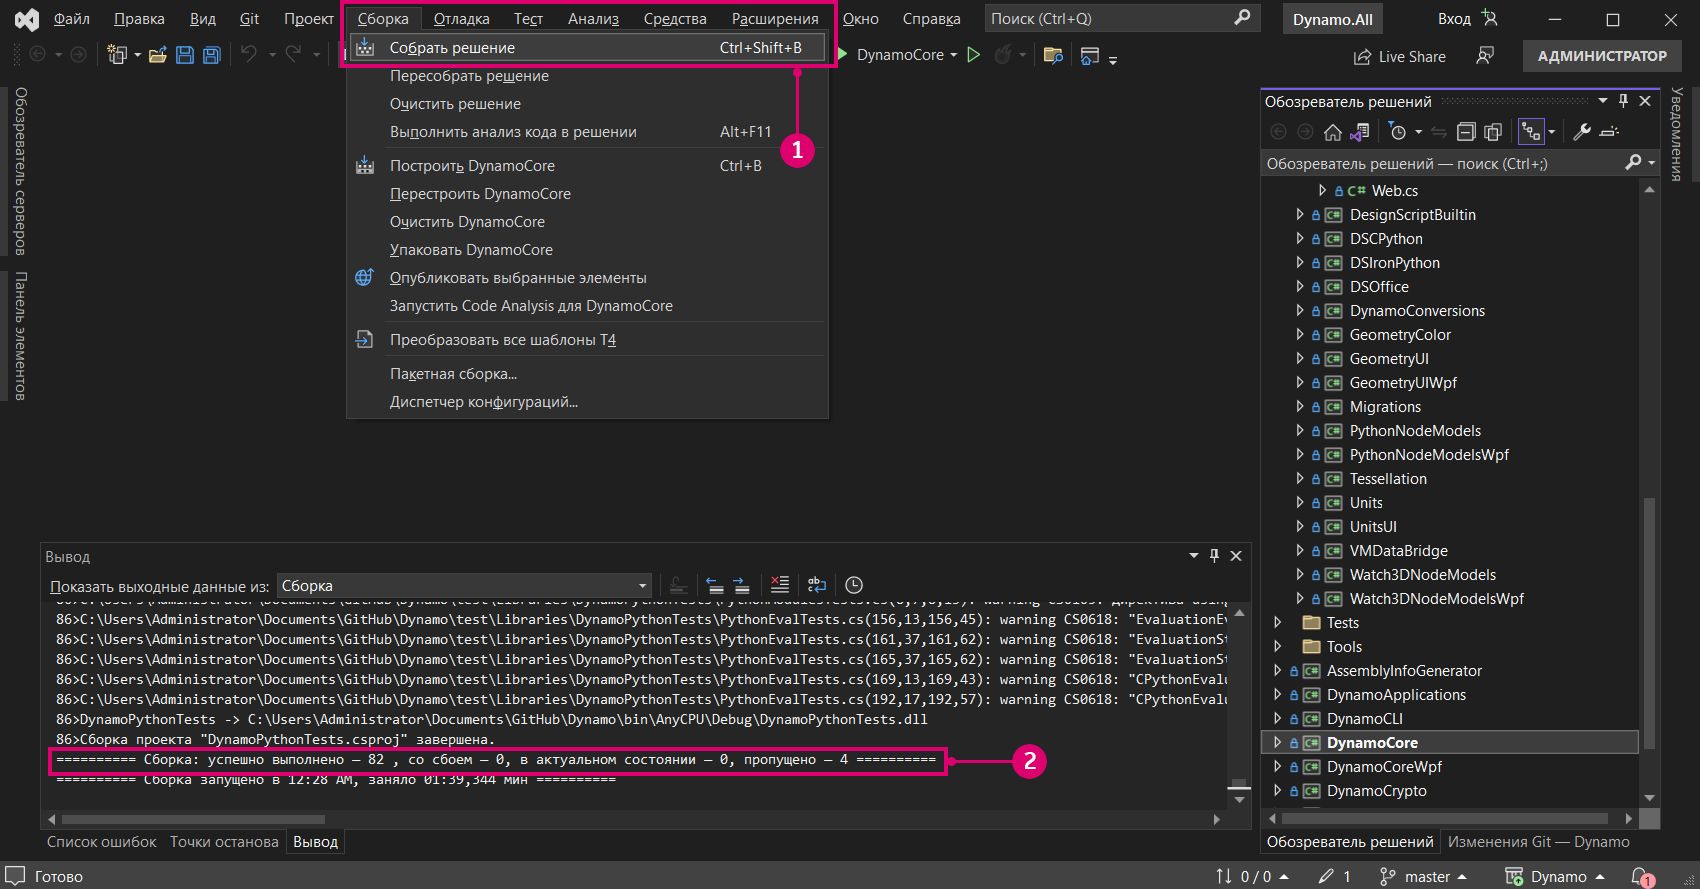 Файл Правка Вид Git Проект Сборка Отладка Тест Анализ Средства Расширения Окно Справка Поиск (Ctrl+Q) Dynamo.All Вход
DynamoCore Live Share АДМИНИСТРАТОР
Обозреватель серверов
Панель элементов
Собрать решение Ctrl+Shift+B
Пересобрать решение
Очистить решение
Выполнить анализ кода в решении Alt+F11
Построить DynamoCore Ctrl+B
Перестроить DynamoCore
Очистить DynamoCore
Упаковать DynamoCore
Опубликовать выбранные элементы
Запустить Code Analysis для DynamoCore
Преобразовать все шаблоны T4
Пакетная сборка...
Диспетчер конфигураций...
1
Обозреватель решений
Обозреватель решений — поиск (Ctrl+;)
C# Web.cs
C# DesignScriptBuiltin
C# DSCPython
C# DSIronPython
C# DSOffice
C# DynamoConversions
C# GeometryColor
C# GeometryUI
C# GeometryUIWpf
C# Migrations
C# PythonNodeModels
C# PythonNodeModelsWpf
C# Tessellation
C# Units
C# UnitsUI
C# VMDataBridge
C# Watch3DNodeModels
C# Watch3DNodeModelsWpf
Tests
Tools
C# AssemblyInfoGenerator
C# DynamoApplications
C# DynamoCLI
C# DynamoCore
C# DynamoCoreWpf
C# DynamoCrypto
Обозреватель решений Изменения Git — Dynamo
Уведомления
Вывод
Показать выходные данные из: Сборка
86>C:\Users\Administrator\Documents\GitHub\Dynamo\test\Libraries\DynamoPythonTests\PythonEvalTests.cs(156,13,156,45): warning CS0618: "EvaluationEv
86>C:\Users\Administrator\Documents\GitHub\Dynamo\test\Libraries\DynamoPythonTests\PythonEvalTests.cs(161,37,161,62): warning CS0618: "EvaluationSt
86>C:\Users\Administrator\Documents\GitHub\Dynamo\test\Libraries\DynamoPythonTests\PythonEvalTests.cs(165,37,165,62): warning CS0618: "EvaluationSt
86>C:\Users\Administrator\Documents\GitHub\Dynamo\test\Libraries\DynamoPythonTests\PythonEvalTests.cs(169,13,169,43): warning CS0618: "CPythonEvalu
86>C:\Users\Administrator\Documents\GitHub\Dynamo\test\Libraries\DynamoPythonTests\PythonEvalTests.cs(192,17,192,57): warning CS0618: "CPythonEvalu
86>DynamoPythonTests -> C:\Users\Administrator\Documents\GitHub\Dynamo\bin\AnyCPU\Debug\DynamoPythonTests.dll
86>Сборка проекта "DynamoPythonTests.csproj" завершена.
========== Сборка: успешно выполнено — 82 , со сбоем — 0, в актуальном состоянии — 0, пропущено — 4 ==========
========== Сборка запущено в 12:28 AM, заняло 01:39,344 мин ==========
2
Список ошибок Точки останова Вывод
Готово 0 / 0 1 master Dynamo 1